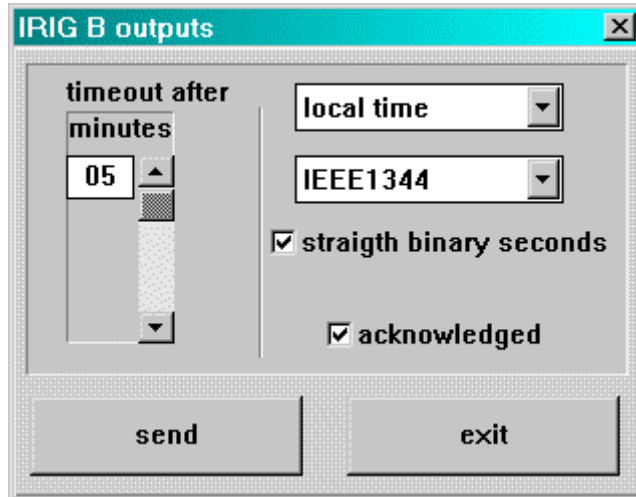 IRIG B outputs
timeout after
minutes
05
local time
IEEE1344
straigth binary seconds
acknowledged
send
exit